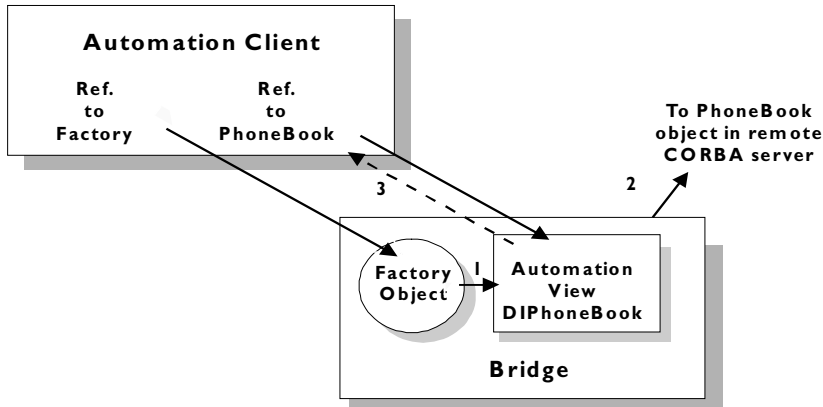 Automation Client
Ref.
to
Factory
Ref.
to
PhoneBook
To PhoneBook
object in remote
CORBA server
3
2
Factory
Object
1
Automation
View
DIPhoneBook
Bridge